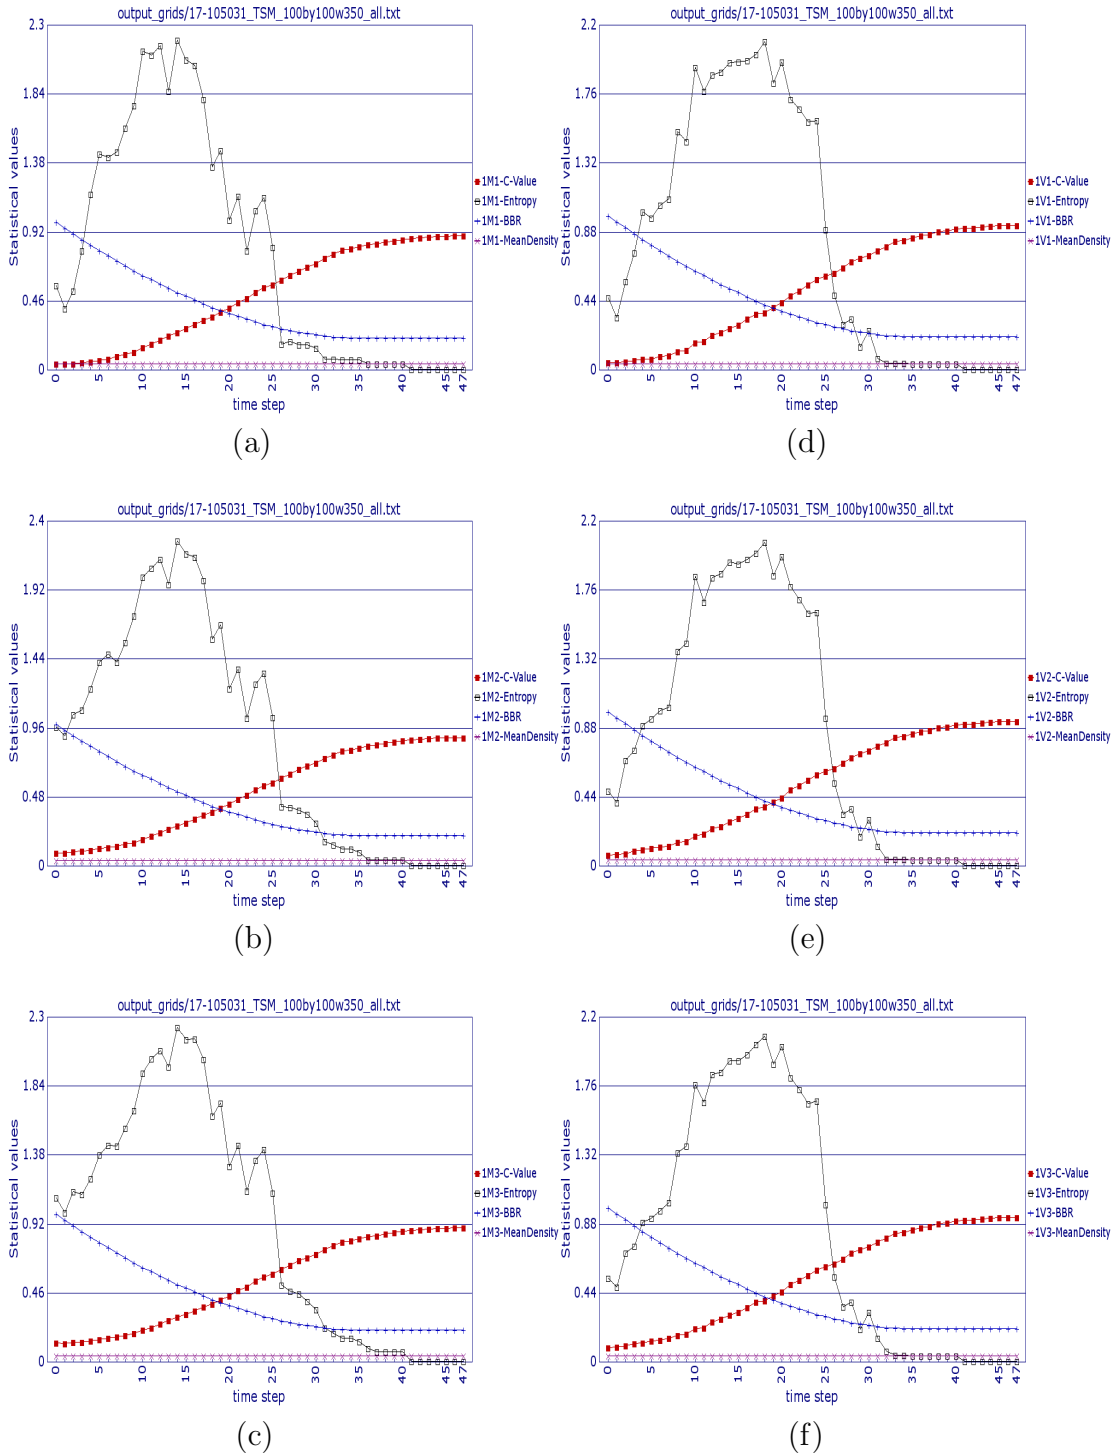 output_grids/17-105031_TSM_100by100w350_all.txt
2.3
1.84
1.38
0.92
0.46
0
Statistical values
0 5 10 15 20 25 30 35 40 45 47
time step
1M1-C-Value
1M1-Entropy
1M1-BBR
1M1-MeanDensity
(a)
output_grids/17-105031_TSM_100by100w350_all.txt
2.2
1.76
1.32
0.88
0.44
0
Statistical values
0 5 10 15 20 25 30 35 40 45 47
time step
1V1-C-Value
1V1-Entropy
1V1-BBR
1V1-MeanDensity
(d)
output_grids/17-105031_TSM_100by100w350_all.txt
2.4
1.92
1.44
0.96
0.48
0
Statistical values
0 5 10 15 20 25 30 35 40 45 47
time step
1M2-C-Value
1M2-Entropy
1M2-BBR
1M2-MeanDensity
(b)
output_grids/17-105031_TSM_100by100w350_all.txt
2.2
1.76
1.32
0.88
0.44
0
Statistical values
0 5 10 15 20 25 30 35 40 45 47
time step
1V2-C-Value
1V2-Entropy
1V2-BBR
1V2-MeanDensity
(e)
output_grids/17-105031_TSM_100by100w350_all.txt
2.3
1.84
1.38
0.92
0.46
0
Statistical values
0 5 10 15 20 25 30 35 40 45 47
time step
1M3-C-Value
1M3-Entropy
1M3-BBR
1M3-MeanDensity
(c)
output_grids/17-105031_TSM_100by100w350_all.txt
2.2
1.76
1.32
0.88
0.44
0
Statistical values
0 5 10 15 20 25 30 35 40 45 47
time step
1V3-C-Value
1V3-Entropy
1V3-BBR
1V3-MeanDensity
(f)